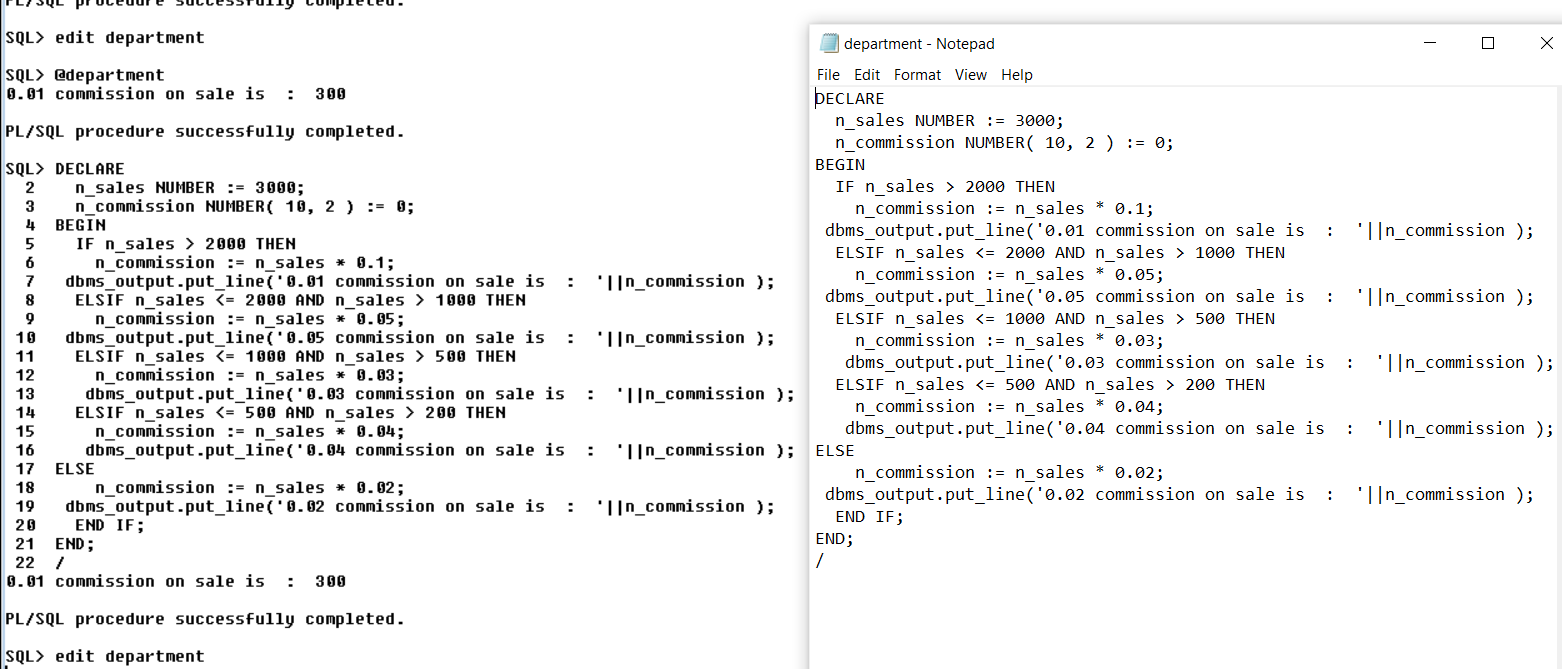 PL/SQL procedure successfully completed.
SQL> edit department
SQL> @department
0.01 commission on sale is  :  300
PL/SQL procedure successfully completed.
SQL> DECLARE
  2    n_sales NUMBER := 3000;
  3    n_commission NUMBER( 10, 2 ) := 0;
  4  BEGIN
  5    IF n_sales > 2000 THEN
  6      n_commission := n_sales * 0.1;
  7   dbms_output.put_line('0.01 commission on sale is  :  '||n_commission );
  8    ELSIF n_sales <= 2000 AND n_sales > 1000 THEN
  9      n_commission := n_sales * 0.05;
 10   dbms_output.put_line('0.05 commission on sale is  :  '||n_commission );
 11    ELSIF n_sales <= 1000 AND n_sales > 500 THEN
 12      n_commission := n_sales * 0.03;
 13     dbms_output.put_line('0.03 commission on sale is  :  '||n_commission );
 14    ELSIF n_sales <= 500 AND n_sales > 200 THEN
 15      n_commission := n_sales * 0.04;
 16     dbms_output.put_line('0.04 commission on sale is  :  '||n_commission );
 17  ELSE
 18      n_commission := n_sales * 0.02;
 19   dbms_output.put_line('0.02 commission on sale is  :  '||n_commission );
 20    END IF;
 21  END;
 22  /
0.01 commission on sale is  :  300
PL/SQL procedure successfully completed.
SQL> edit department
department - Notepad
File Edit Format View Help
DECLARE
  n_sales NUMBER := 3000;
  n_commission NUMBER( 10, 2 ) := 0;
BEGIN
  IF n_sales > 2000 THEN
    n_commission := n_sales * 0.1;
 dbms_output.put_line('0.01 commission on sale is  :  '||n_commission );
  ELSIF n_sales <= 2000 AND n_sales > 1000 THEN
    n_commission := n_sales * 0.05;
 dbms_output.put_line('0.05 commission on sale is  :  '||n_commission );
  ELSIF n_sales <= 1000 AND n_sales > 500 THEN
    n_commission := n_sales * 0.03;
   dbms_output.put_line('0.03 commission on sale is  :  '||n_commission );
  ELSIF n_sales <= 500 AND n_sales > 200 THEN
    n_commission := n_sales * 0.04;
   dbms_output.put_line('0.04 commission on sale is  :  '||n_commission );
ELSE
    n_commission := n_sales * 0.02;
 dbms_output.put_line('0.02 commission on sale is  :  '||n_commission );
  END IF;
END;
/